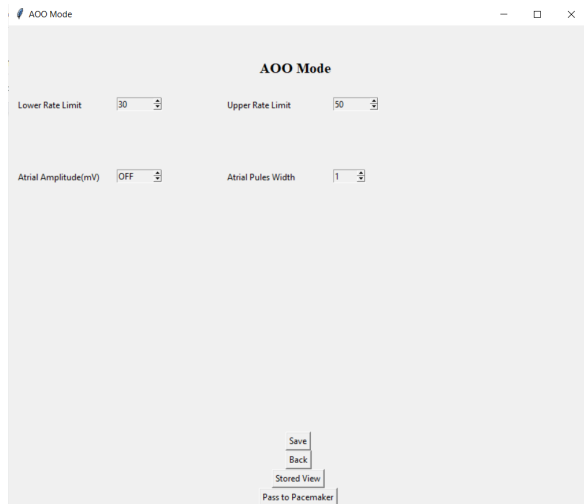 AOO Mode
AOO Mode
Lower Rate Limit 30 Upper Rate Limit 50
Atrial Amplitude(mV) OFF Atrial Pules Width 1
Save
Back
Stored View
Pass to Pacemaker